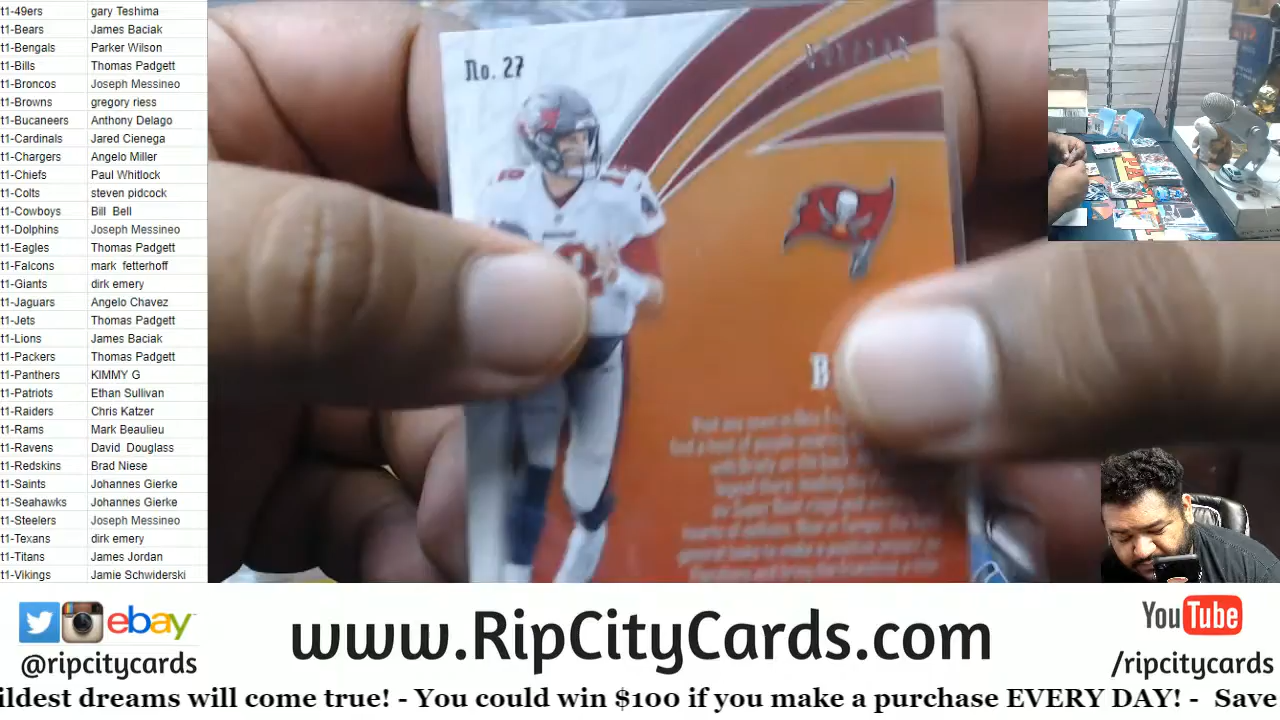 t1-49ers gary Teshima
t1-Bears James Baciak
t1-Bengals Parker Wilson
t1-Bills Thomas Padgett
t1-Broncos Joseph Messineo
t1-Browns gregory riess
t1-Bucaneers Anthony Delago
t1-Cardinals Jared Cienega
t1-Chargers Angelo Miller
t1-Chiefs Paul Whitlock
t1-Colts steven pidcock
t1-Cowboys Bill Bell
t1-Dolphins Joseph Messineo
t1-Eagles Thomas Padgett
t1-Falcons mark fetterhoff
t1-Giants dirk emery
t1-Jaguars Angelo Chavez
t1-Jets Thomas Padgett
t1-Lions James Baciak
t1-Packers Thomas Padgett
t1-Panthers KIMMY G
t1-Patriots Ethan Sullivan
t1-Raiders Chris Katzer
t1-Rams Mark Beaulieu
t1-Ravens David Douglass
t1-Redskins Brad Niese
t1-Saints Johannes Gierke
t1-Seahawks Johannes Gierke
t1-Steelers Joseph Messineo
t1-Texans dirk emery
t1-Titans James Jordan
t1-Vikings Jamie Schwiderski
No. 27
ebay
@ripcitycards
www.RipCityCards.com
YouTube
/ripcitycards
ildest dreams will come true! - You could win $100 if you make a purchase EVERY DAY! - Save